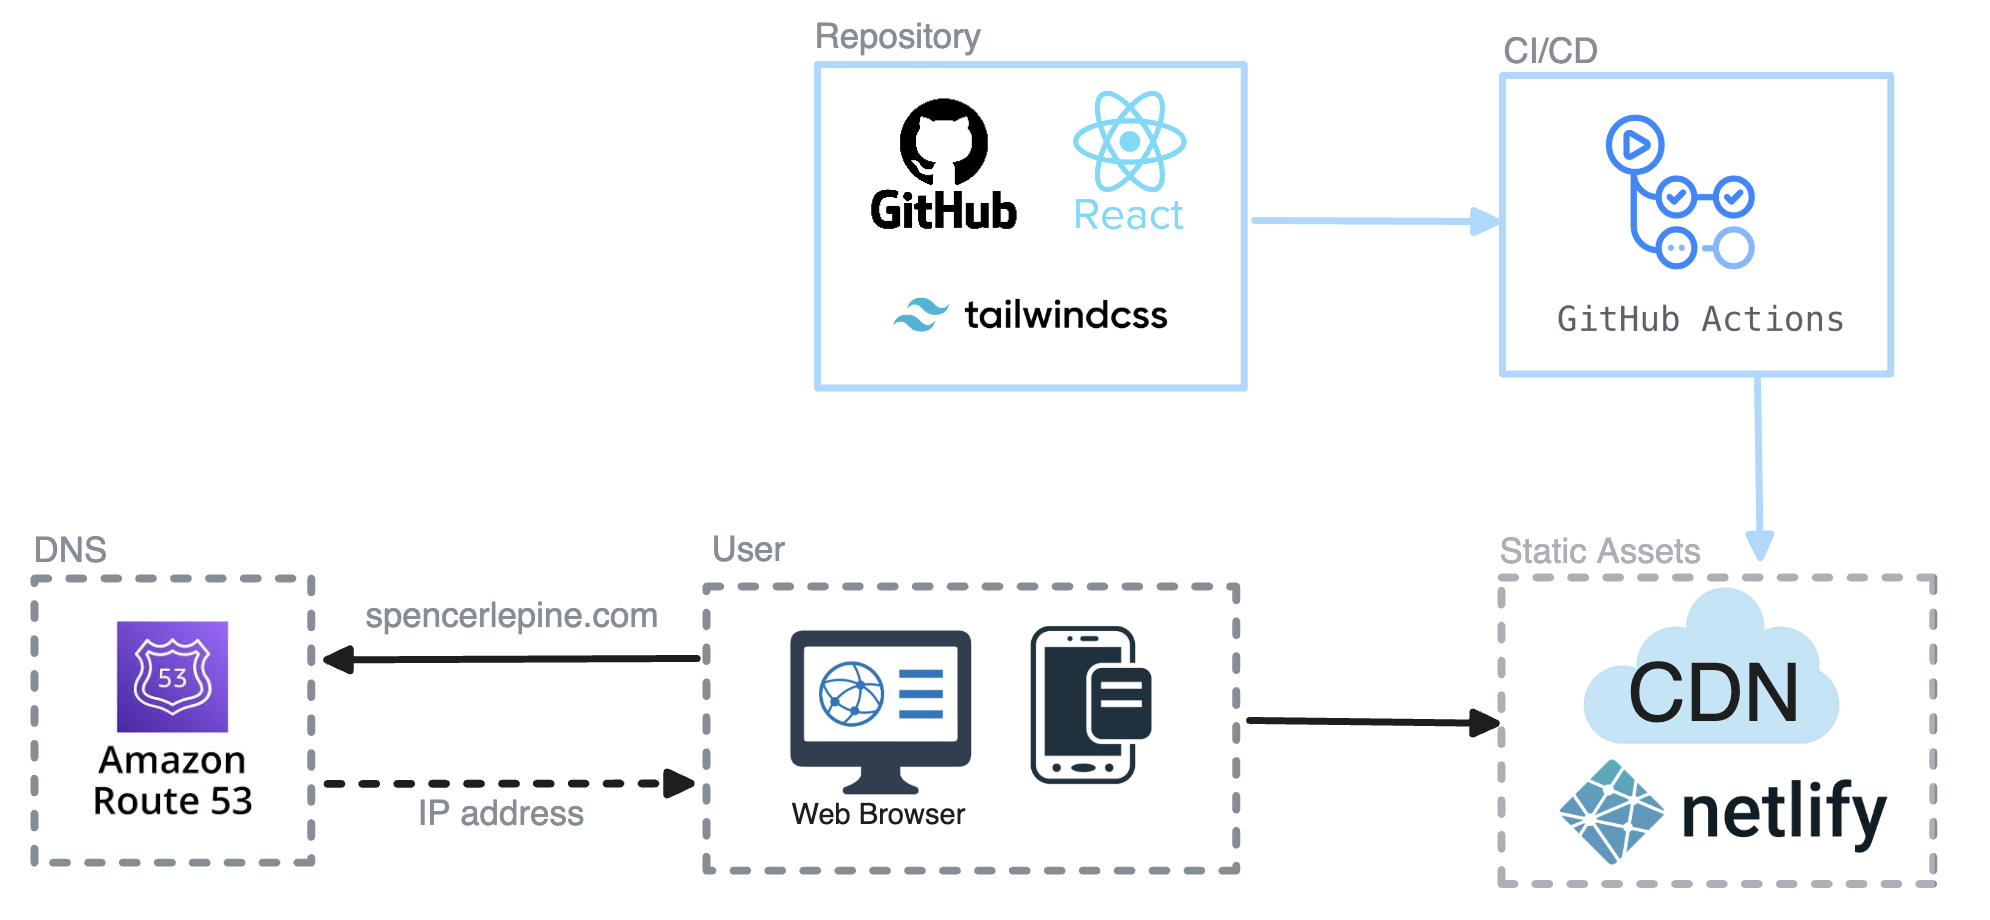 Repository
CI/CD
GitHub
React
tailwindcss
GitHub Actions
DNS
User
Static Assets
spencerlepine.com
53
CDN
Amazon
Route 53
IP address
Web Browser
netlify